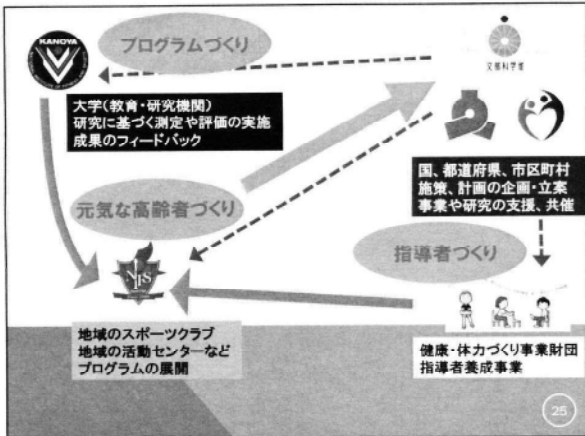 KANOYA
プログラムづくり
文部科学省
大学(教育・研究機関)
研究に基づく測定や評価の実施
成果のフィードバック
国、都道府県、市区町村
施策、計画の企画・立案
事業や研究の支援、共催
元気な高齢者づくり
指導者づくり
NIS
地域のスポーツクラブ
地域の活動センターなど
プログラムの展開
健康・体力づくり事業財団
指導者養成事業
25